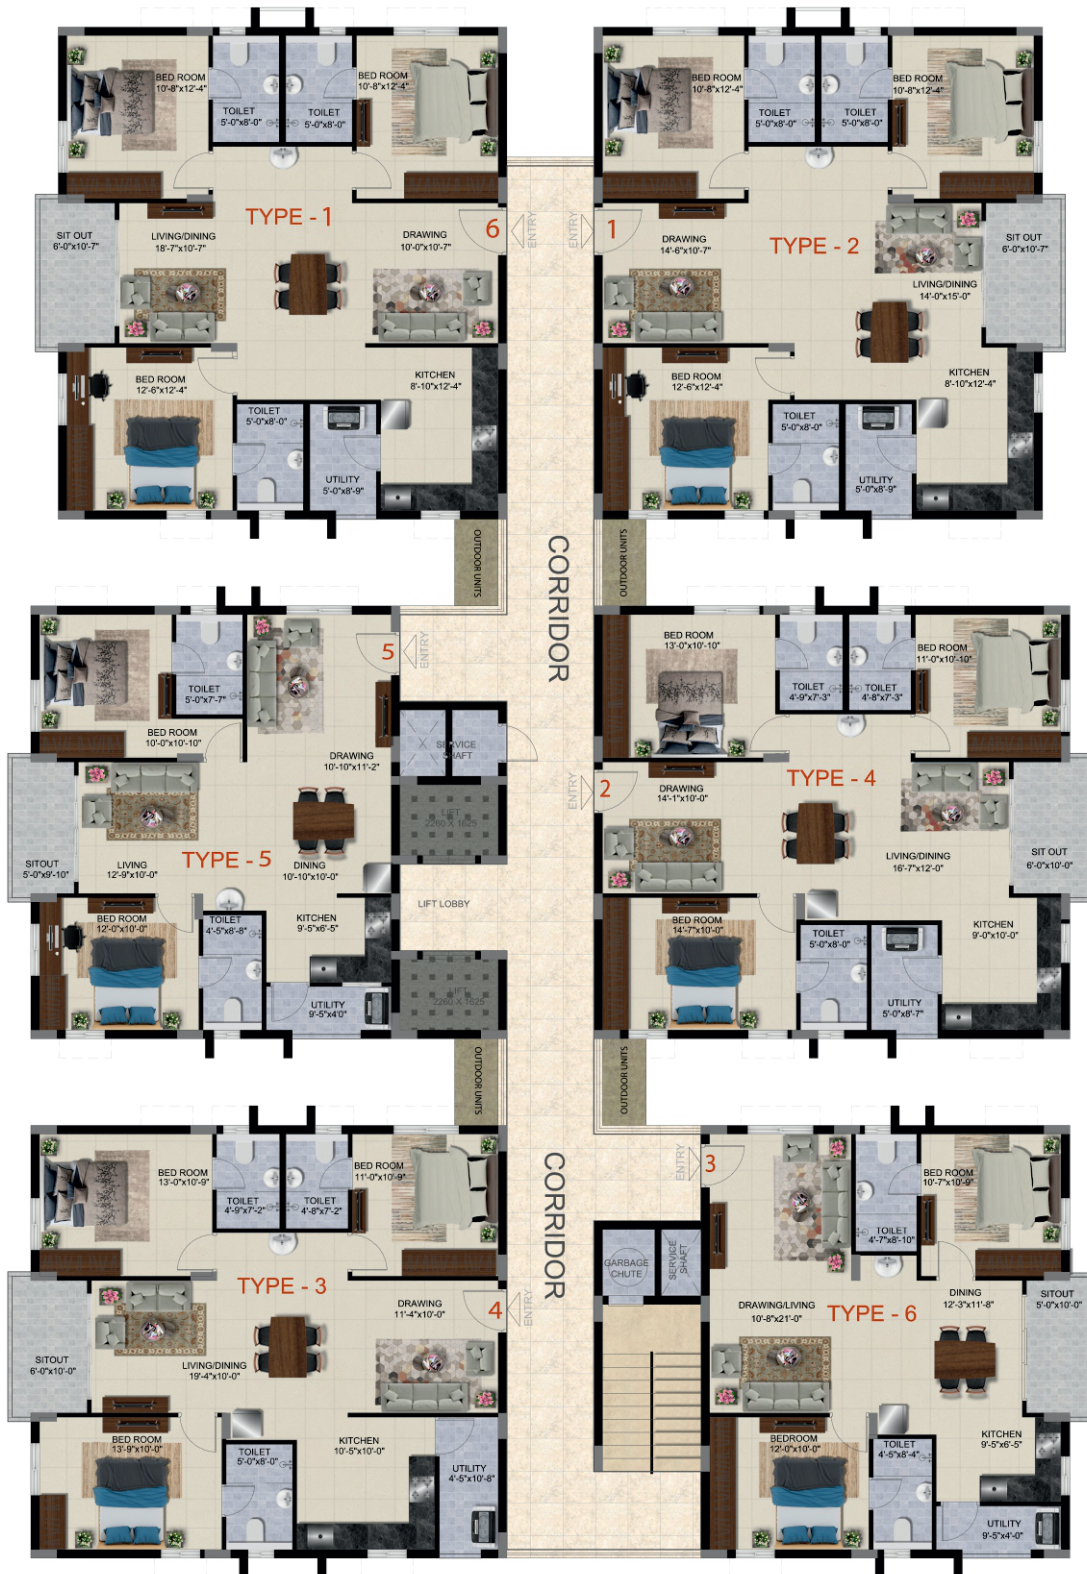 BED ROOM
10'-8"x12'-4"
TOILET
5'-0"x8'-0"
TOILET
5'-0"x8'-0"
BED ROOM
10'-8"x12'-4"
TYPE - 1
SIT OUT
6'-0"x10'-7"
LIVING/DINING
18'-7"x10'-7"
DRAWING
10'-0"x10'-7"
6
ENTRY
BED ROOM
12'-6"x12'-4"
KITCHEN
8'-10"x12'-4"
TOILET
5'-0"x8'-0"
UTILITY
5'-0"x8'-9"
OUTDOOR UNITS
BED ROOM
10'-8"x12'-4"
TOILET
5'-0"x8'-0"
TOILET
5'-0"x8'-0"
BED ROOM
10'-8"x12'-4"
ENTRY
1
DRAWING
14'-6"x10'-7"
TYPE - 2
SIT OUT
6'-0"x10'-7"
LIVING/DINING
14'-0"x15'-0"
BED ROOM
12'-6"x12'-4"
KITCHEN
8'-10"x12'-4"
TOILET
5'-0"x8'-0"
UTILITY
5'-0"x8'-9"
OUTDOOR UNITS
CORRIDOR
5
ENTRY
TOILET
5'-0"x7'-7"
BED ROOM
10'-0"x10'-10"
DRAWING
10'-10"x11'-2"
SERVICE
SHAFT
LIFT
2260 X 1625
TYPE - 5
SITOUT
5'-0"x9'-10"
LIVING
12'-9"x10'-0"
DINING
10'-10"x10'-0"
LIFT LOBBY
BED ROOM
12'-0"x10'-0"
TOILET
4'-5"x8'-8"
KITCHEN
9'-5"x6'-5"
UTILITY
9'-5"x4'0"
LIFT
2260 X 1625
OUTDOOR UNITS
BED ROOM
13'-0"x10'-10"
TOILET
4'-9"x7'-3"
TOILET
4'-8"x7'-3"
BED ROOM
11'-0"x10'-10"
ENTRY
2
DRAWING
14'-1"x10'-0"
TYPE - 4
LIVING/DINING
16'-7"x12'-0"
SIT OUT
6'-0"x10'-0"
BED ROOM
14'-7"x10'-0"
TOILET
5'-0"x8'-0"
KITCHEN
9'-0"x10'-0"
UTILITY
5'-0"x8'-7"
OUTDOOR UNITS
CORRIDOR
BED ROOM
13'-0"x10'-9"
TOILET
4'-9"x7'-2"
TOILET
4'-8"x7'-2"
BED ROOM
11'-0"x10'-9"
TYPE - 3
DRAWING
11'-4"x10'-0"
4
ENTRY
SITOUT
6'-0"x10'-0"
LIVING/DINING
19'-4"x10'-0"
BED ROOM
13'-9"x10'-0"
TOILET
5'-0"x8'-0"
KITCHEN
10'-5"x10'-0"
UTILITY
4'-5"x10'-8"
ENTRY
3
TOILET
4'-7"x8'-10"
BED ROOM
10'-7"x10'-9"
GARBAGE
CHUTE
SERVICE
SHAFT
DRAWING/LIVING
10'-8"x21'-0"
TYPE - 6
DINING
12'-3"x11'-8"
SITOUT
5'-0"x10'-0"
BEDROOM
12'-0"x10'-0"
TOILET
4'-5"x8'-4"
KITCHEN
9'-5"x6'-5"
UTILITY
9'-5"x4'-0"